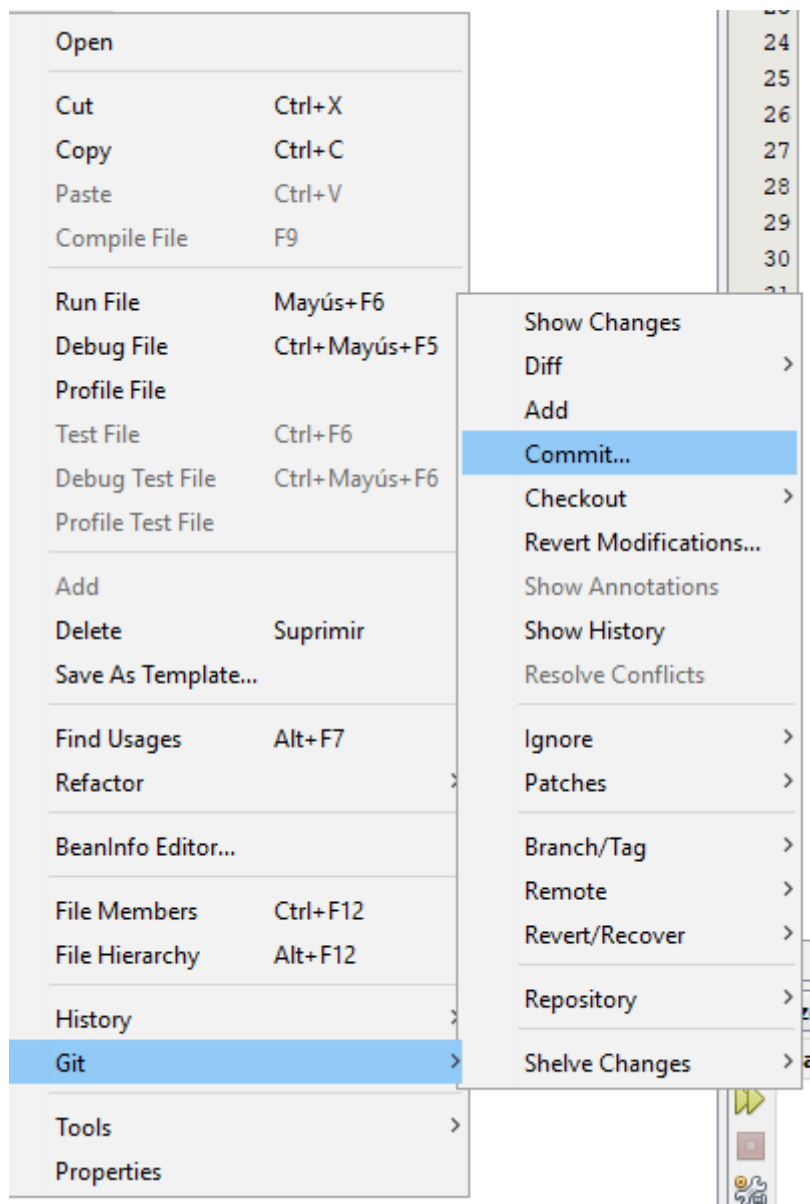 Open
Cut Ctrl+X
Copy Ctrl+C
Paste Ctrl+V
Compile File F9
Run File Mayús+F6
Debug File Ctrl+Mayús+F5
Profile File
Test File Ctrl+F6
Debug Test File Ctrl+Mayús+F6
Profile Test File
Add
Delete Suprimir
Save As Template...
Find Usages Alt+F7
Refactor
BeanInfo Editor...
File Members Ctrl+F12
File Hierarchy Alt+F12
History
Git
Tools
Properties
Show Changes
Diff
Add
Commit...
Checkout
Revert Modifications...
Show Annotations
Show History
Resolve Conflicts
Ignore
Patches
Branch/Tag
Remote
Revert/Recover
Repository
Shelve Changes
24
25
26
27
28
29
30